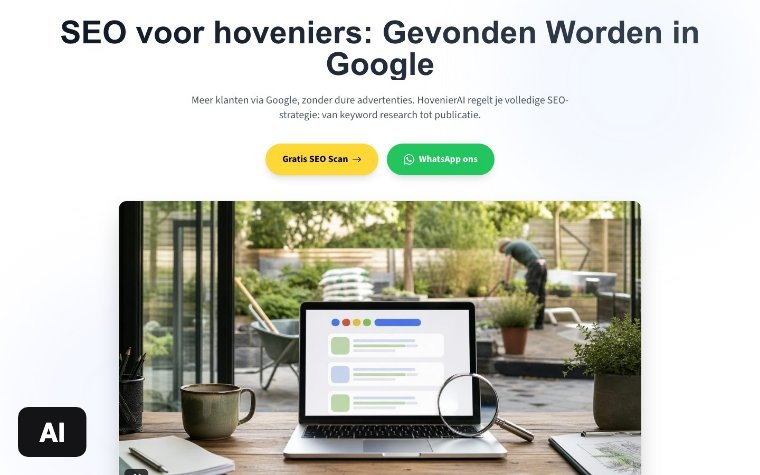 SEO voor hoveniers: Gevonden Worden in
Google
Meer klanten via Google, zonder dure advertenties. HovenierAI regelt je volledige SEO-
strategie: van keyword research tot publicatie.
Gratis SEO Scan →
WhatsApp ons
AI